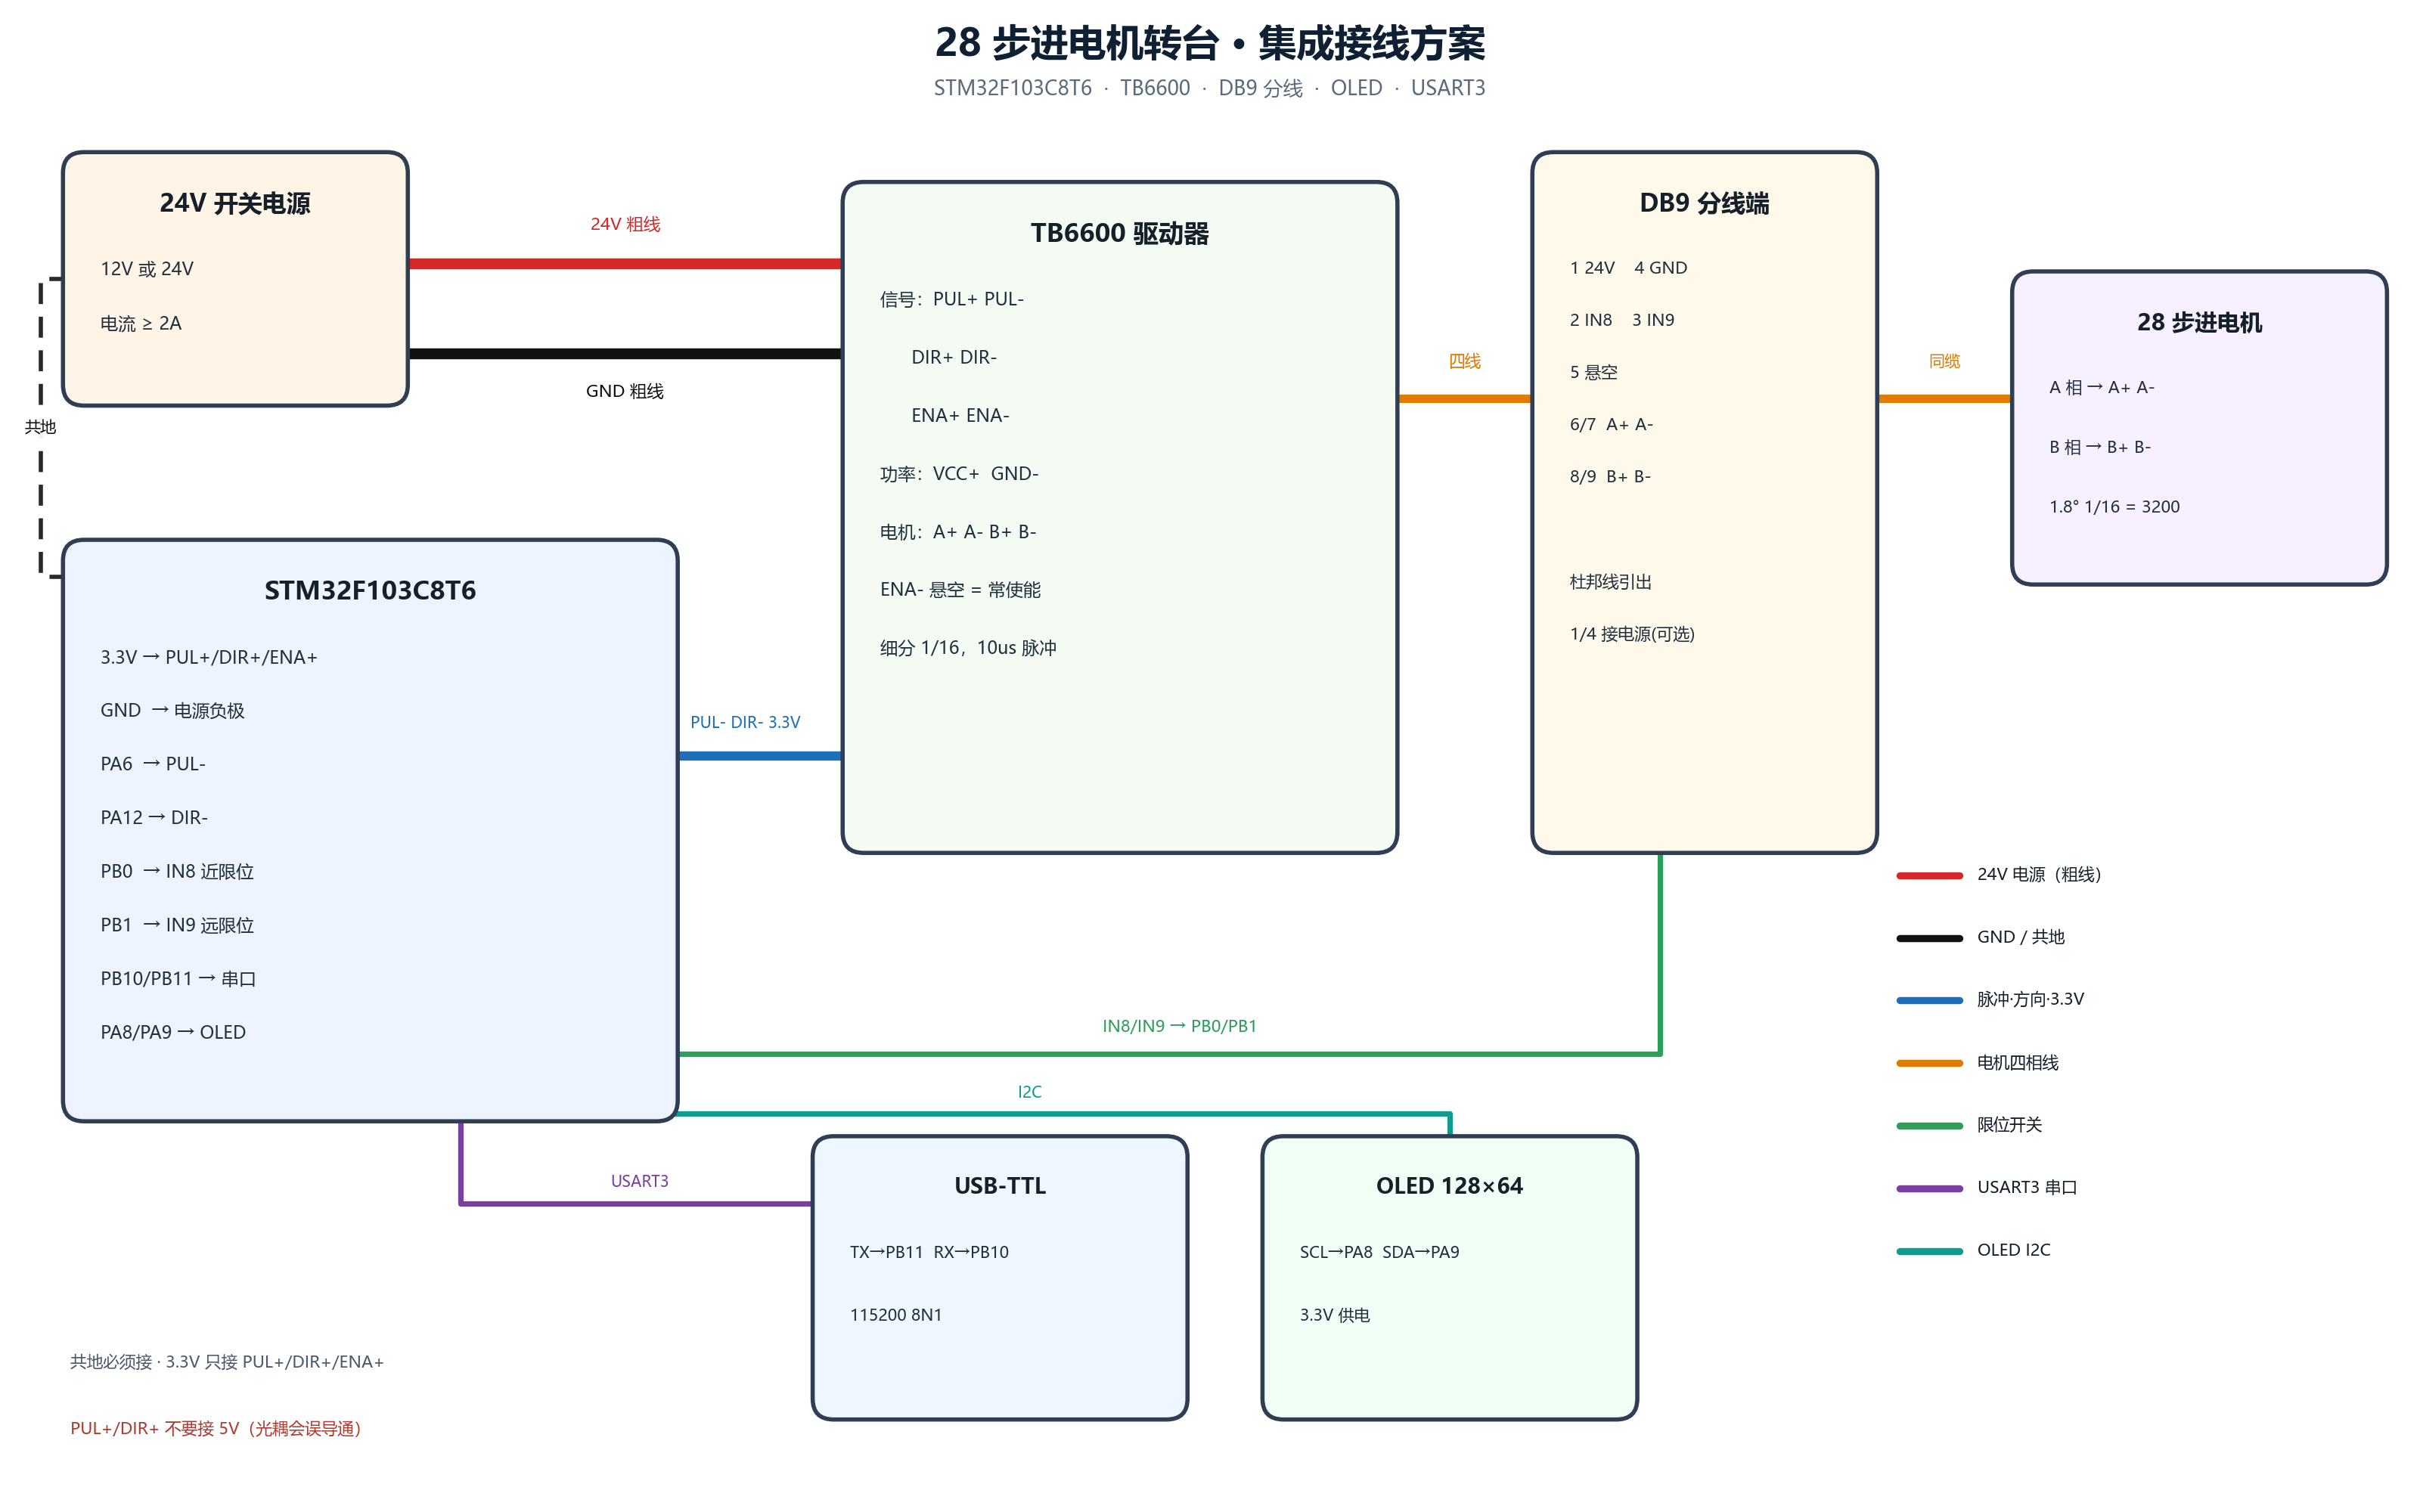 28 步进电机转台 · 集成接线方案
STM32F103C8T6 · TB6600 · DB9 分线 · OLED · USART3
24V 开关电源
12V 或 24V
电流 ≥ 2A
共地
24V 粗线
GND 粗线
TB6600 驱动器
信号：PUL+ PUL-
DIR+ DIR-
ENA+ ENA-
功率：VCC+ GND-
电机：A+ A- B+ B-
ENA- 悬空 = 常使能
细分 1/16，10us 脉冲
四线
DB9 分线端
1 24V 4 GND
2 IN8 3 IN9
5 悬空
6/7 A+ A-
8/9 B+ B-
杜邦线引出
1/4 接电源(可选)
同缆
28 步进电机
A 相 → A+ A-
B 相 → B+ B-
1.8° 1/16 = 3200
STM32F103C8T6
3.3V → PUL+/DIR+/ENA+
GND → 电源负极
PA6 → PUL-
PA12 → DIR-
PB0 → IN8 近限位
PB1 → IN9 远限位
PB10/PB11 → 串口
PA8/PA9 → OLED
PUL- DIR- 3.3V
IN8/IN9 → PB0/PB1
I2C
USART3
USB-TTL
TX→PB11 RX→PB10
115200 8N1
OLED 128×64
SCL→PA8 SDA→PA9
3.3V 供电
24V 电源（粗线）
GND / 共地
脉冲·方向·3.3V
电机四相线
限位开关
USART3 串口
OLED I2C
共地必须接 · 3.3V 只接 PUL+/DIR+/ENA+
PUL+/DIR+ 不要接 5V（光耦会误导通）